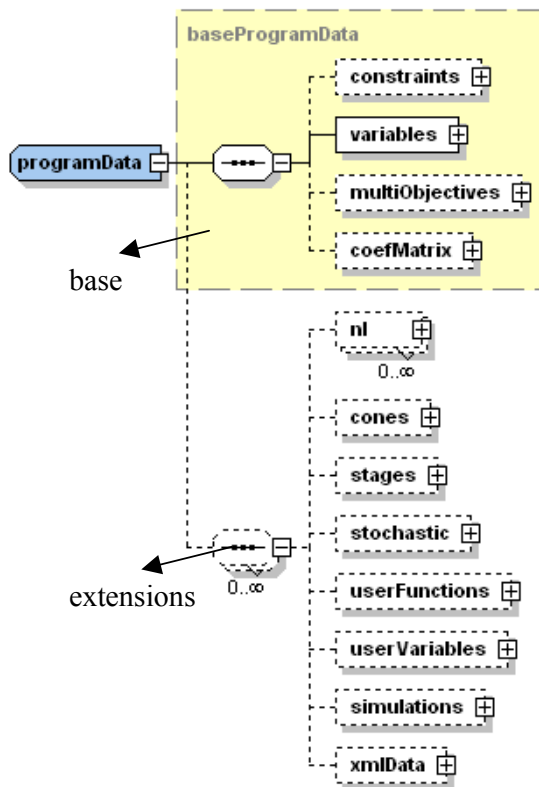 baseProgramData
constraints
variables
programData
multiObjectives
coefMatrix
base
nl
0..∞
cones
stages
stochastic
extensions
0..∞
userFunctions
userVariables
simulations
xmlData